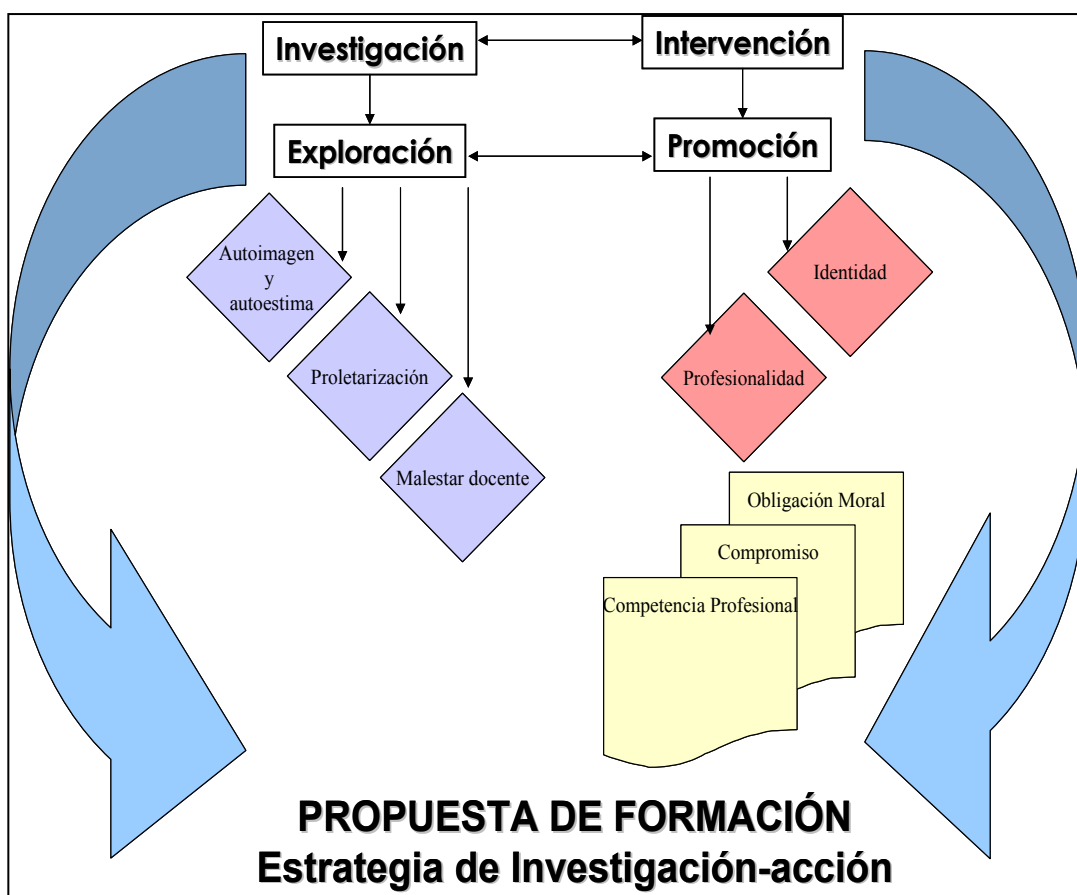 Investigación
Intervención
Exploración
Promoción
Autoimagen
y
autoestima
Identidad
Proletarización
Profesionalidad
Malestar docente
Obligación Moral
Compromiso
Competencia Profesional
PROPUESTA DE FORMACIÓN
Estrategia de Investigación-acción